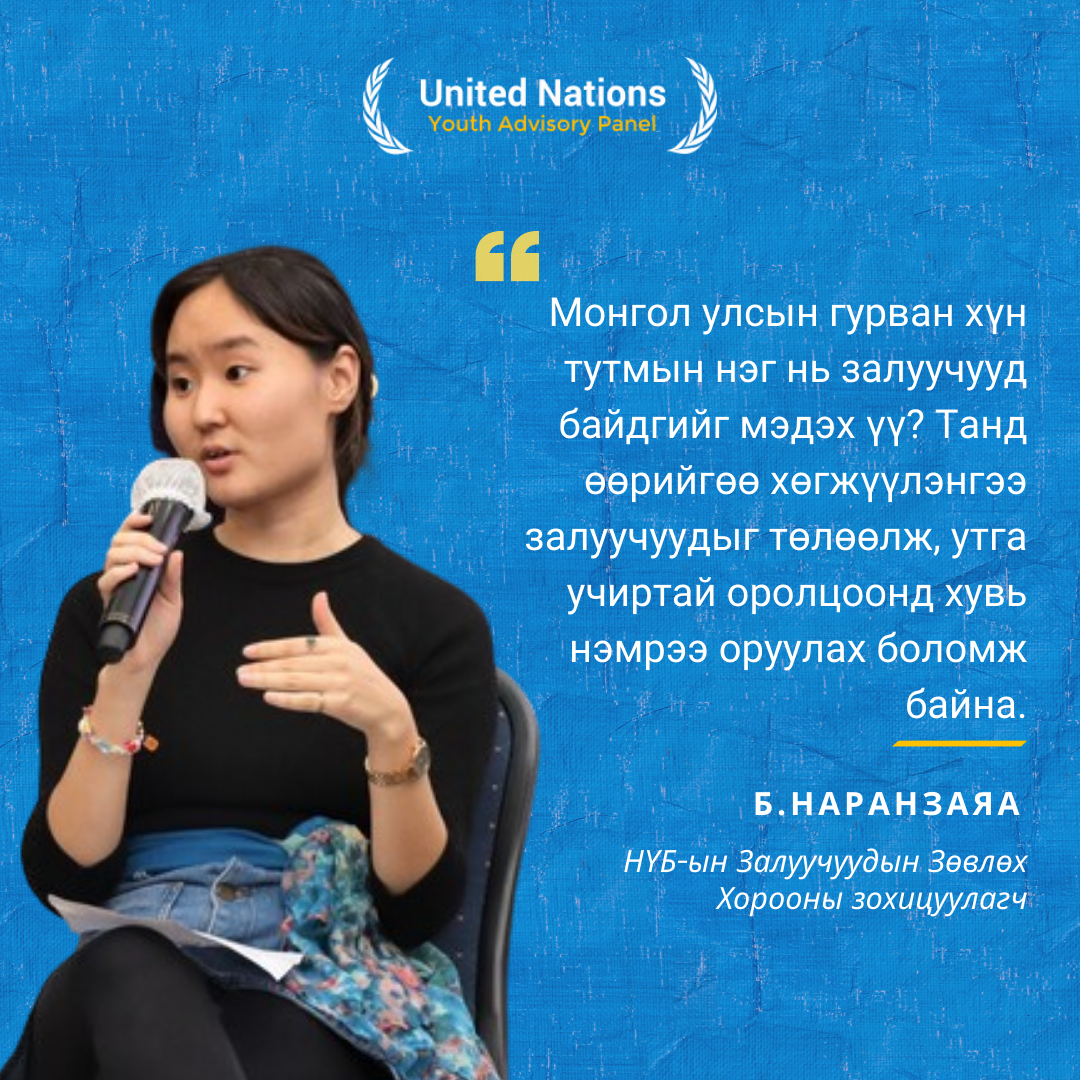 United Nations
Youth Advisory Panel
“
Монгол улсын гурван хүн
тутмын нэг нь залуучууд
байдгийг мэдэх үү? Танд
өөрийгөө хөгжүүлэнгээ
залуучуудыг төлөөлж, утга
учиртай оролцоонд хувь
нэмрээ оруулах боломж
байна.
Б.НАРАНЗАЯА
НҮБ-ын Залуучуудын Зөвлөх
Хорооны зохицуулагч